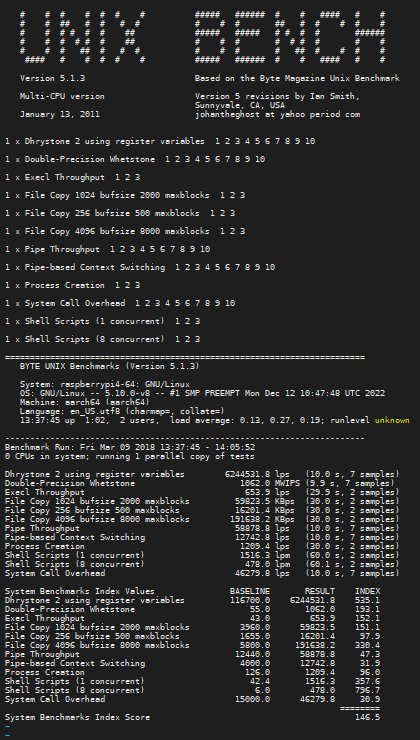 UNIX BENCH
Version 5.1.3 Based on the Byte Magazine Unix Benchmark
Multi-CPU version Version 5 revisions by Ian Smith,
Sunnyvale, CA, USA
January 13, 2011 johantheghost at yahoo period com
1 x Dhrystone 2 using register variables 1 2 3 4 5 6 7 8 9 10
1 x Double-Precision Whetstone 1 2 3 4 5 6 7 8 9 10
1 x Execl Throughput 1 2 3
1 x File Copy 1024 bufsize 2000 maxblocks 1 2 3
1 x File Copy 256 bufsize 500 maxblocks 1 2 3
1 x File Copy 4096 bufsize 8000 maxblocks 1 2 3
1 x Pipe Throughput 1 2 3 4 5 6 7 8 9 10
1 x Pipe-based Context Switching 1 2 3 4 5 6 7 8 9 10
1 x Process Creation 1 2 3
1 x System Call Overhead 1 2 3 4 5 6 7 8 9 10
1 x Shell Scripts (1 concurrent) 1 2 3
1 x Shell Scripts (8 concurrent) 1 2 3
========================================================================
BYTE UNIX Benchmarks (Version 5.1.3)
System: raspberrypi4-64: GNU/Linux
OS: GNU/Linux -- 5.10.0-v8 -- #1 SMP PREEMPT Mon Dec 12 10:47:48 UTC 2022
Machine: aarch64 (aarch64)
Language: en_US.utf8 (charmap=, collate=)
13:37:45 up 1:02, 2 users, load average: 0.13, 0.27, 0.19; runlevel unknown
------------------------------------------------------------------------
Benchmark Run: Fri Mar 09 2018 13:37:45 - 14:05:52
0 CPUs in system; running 1 parallel copy of tests
Dhrystone 2 using register variables 6244531.8 lps (10.0 s, 7 samples)
Double-Precision Whetstone 1062.0 MWIPS (9.9 s, 7 samples)
Execl Throughput 653.9 lps (29.9 s, 2 samples)
File Copy 1024 bufsize 2000 maxblocks 59823.5 KBps (30.0 s, 2 samples)
File Copy 256 bufsize 500 maxblocks 16201.4 KBps (30.0 s, 2 samples)
File Copy 4096 bufsize 8000 maxblocks 191638.2 KBps (30.0 s, 2 samples)
Pipe Throughput 58878.8 lps (10.0 s, 7 samples)
Pipe-based Context Switching 12742.8 lps (10.0 s, 7 samples)
Process Creation 1209.4 lps (30.0 s, 2 samples)
Shell Scripts (1 concurrent) 1516.3 lpm (60.0 s, 2 samples)
Shell Scripts (8 concurrent) 478.0 lpm (60.1 s, 2 samples)
System Call Overhead 46279.8 lps (10.0 s, 7 samples)
System Benchmarks Index Values BASELINE RESULT INDEX
Dhrystone 2 using register variables 116700.0 6244531.8 535.1
Double-Precision Whetstone 55.0 1062.0 193.1
Execl Throughput 43.0 653.9 152.1
File Copy 1024 bufsize 2000 maxblocks 3960.0 59823.5 151.1
File Copy 256 bufsize 500 maxblocks 1655.0 16201.4 97.9
File Copy 4096 bufsize 8000 maxblocks 5800.0 191638.2 330.4
Pipe Throughput 12440.0 58878.8 47.3
Pipe-based Context Switching 4000.0 12742.8 31.9
Process Creation 126.0 1209.4 96.0
Shell Scripts (1 concurrent) 42.4 1516.3 357.6
Shell Scripts (8 concurrent) 6.0 478.0 796.7
System Call Overhead 15000.0 46279.8 30.9
========
System Benchmarks Index Score 146.5
~
~